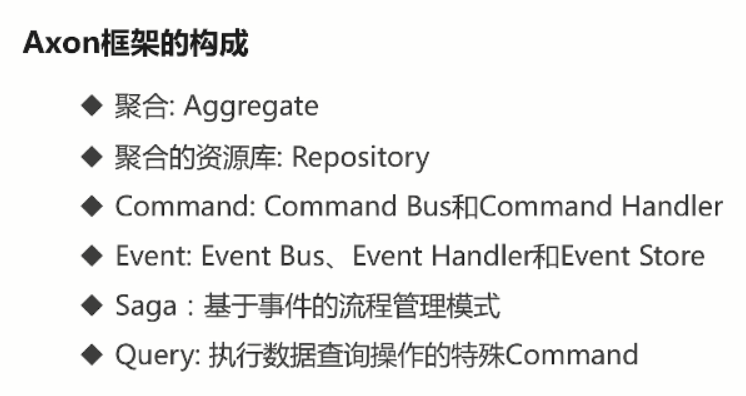 Axon框架的构成
◆ 聚合: Aggregate
◆ 聚合的资源库: Repository
◆ Command: Command Bus和Command Handler
◆ Event: Event Bus、Event Handler和Event Store
◆ Saga：基于事件的流程管理模式
◆ Query: 执行数据查询操作的特殊Command